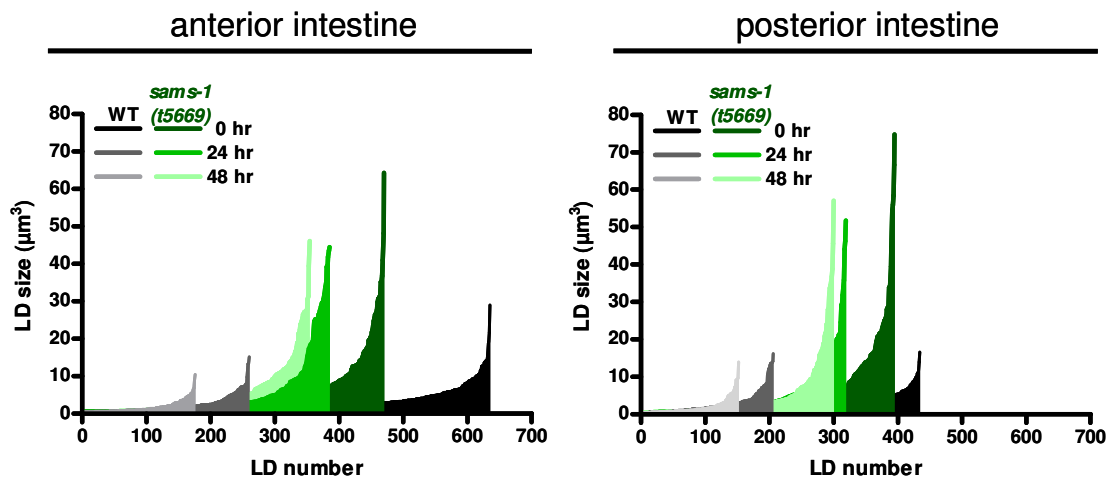 anterior intestine
posterior intestine
sams-1
WT (t5669)
0 hr
24 hr
48 hr
80
70
60
50
40
30
20
10
0
LD size (µm³)
0 100 200 300 400 500 600 700
LD number
sams-1
WT (t5669)
0 hr
24 hr
48 hr
80
70
60
50
40
30
20
10
0
LD size (µm³)
0 100 200 300 400 500 600 700
LD number